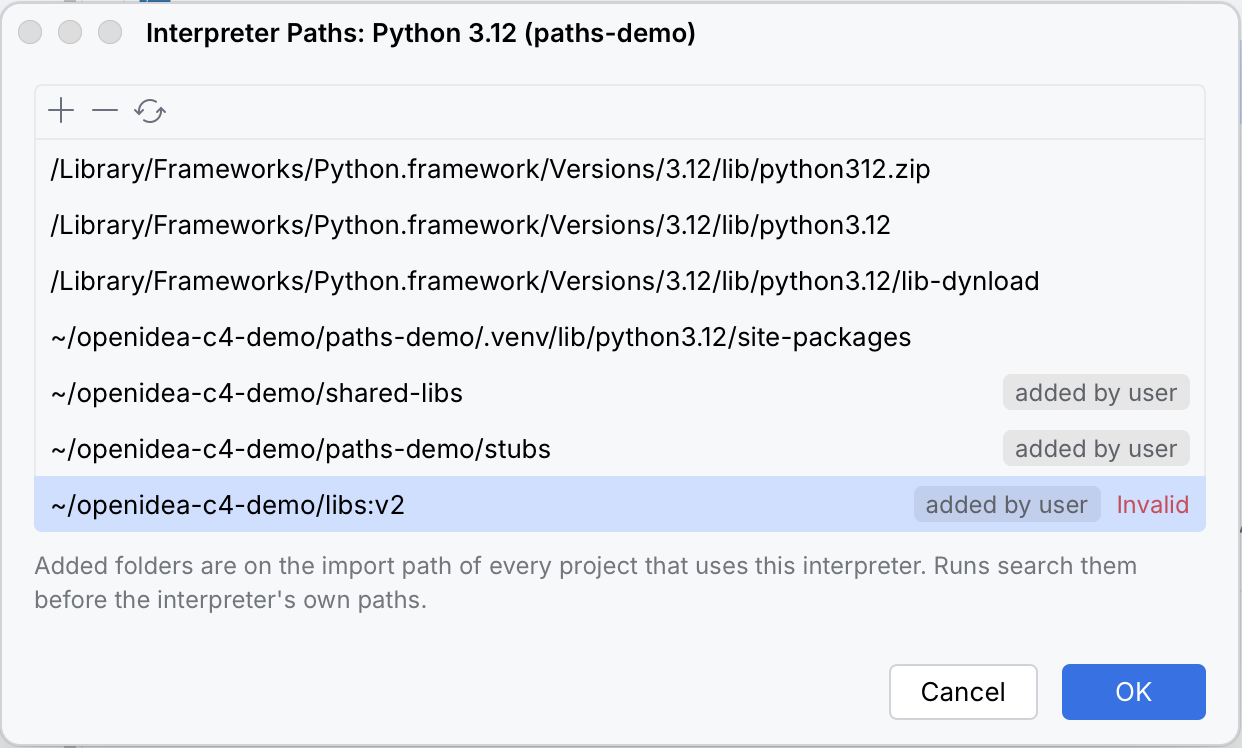 Interpreter Paths: Python 3.12 (paths-demo)
/Library/Frameworks/Python.framework/Versions/3.12/lib/python312.zip
/Library/Frameworks/Python.framework/Versions/3.12/lib/python3.12
/Library/Frameworks/Python.framework/Versions/3.12/lib/python3.12/lib-dynload
~/openidea-c4-demo/paths-demo/.venv/lib/python3.12/site-packages
~/openidea-c4-demo/shared-libs added by user
~/openidea-c4-demo/paths-demo/stubs added by user
~/openidea-c4-demo/libs:v2 added by user Invalid
Added folders are on the import path of every project that uses this interpreter. Runs search them
before the interpreter's own paths.
Cancel OK